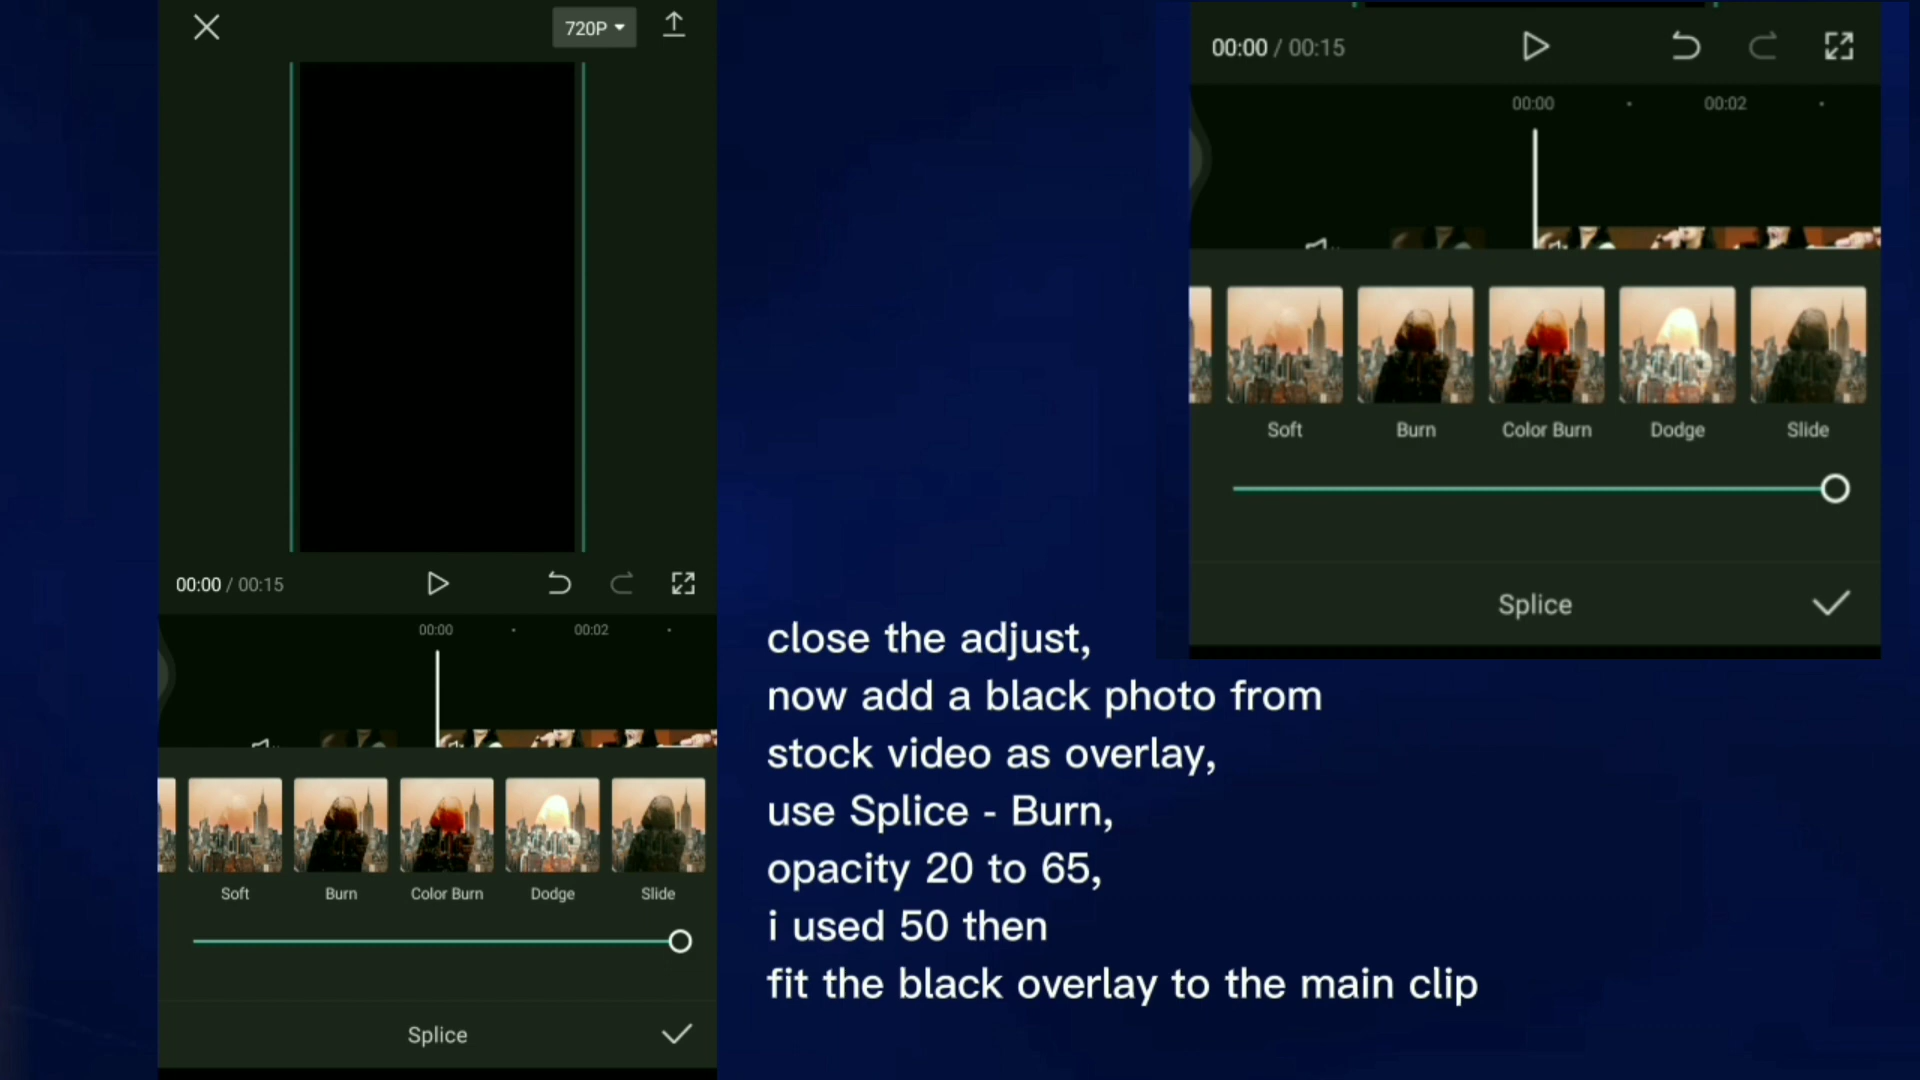 720P
00:00 / 00:15
00:00
00:02
Soft
Burn
Color Burn
Dodge
Slide
Splice
00:00 / 00:15
00:00
00:02
Soft
Burn
Color Burn
Dodge
Slide
Splice
close the adjust,
now add a black photo from
stock video as overlay,
use Splice - Burn,
opacity 20 to 65,
i used 50 then
fit the black overlay to the main clip